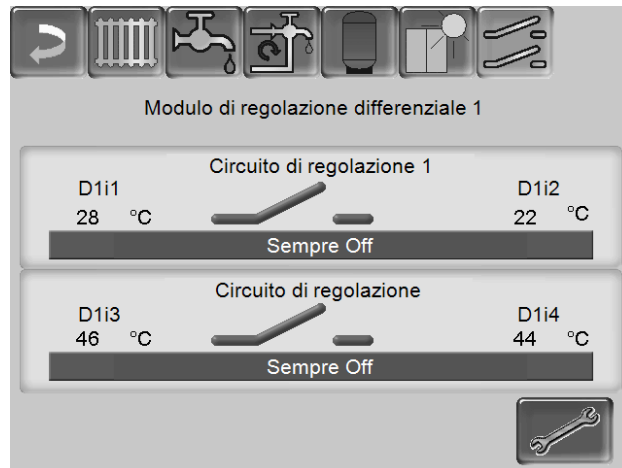 Modulo di regolazione differenziale 1
Circuito di regolazione 1
D1i1 D1i2
28 °C 22 °C
Sempre Off
Circuito di regolazione
D1i3 D1i4
46 °C 44 °C
Sempre Off